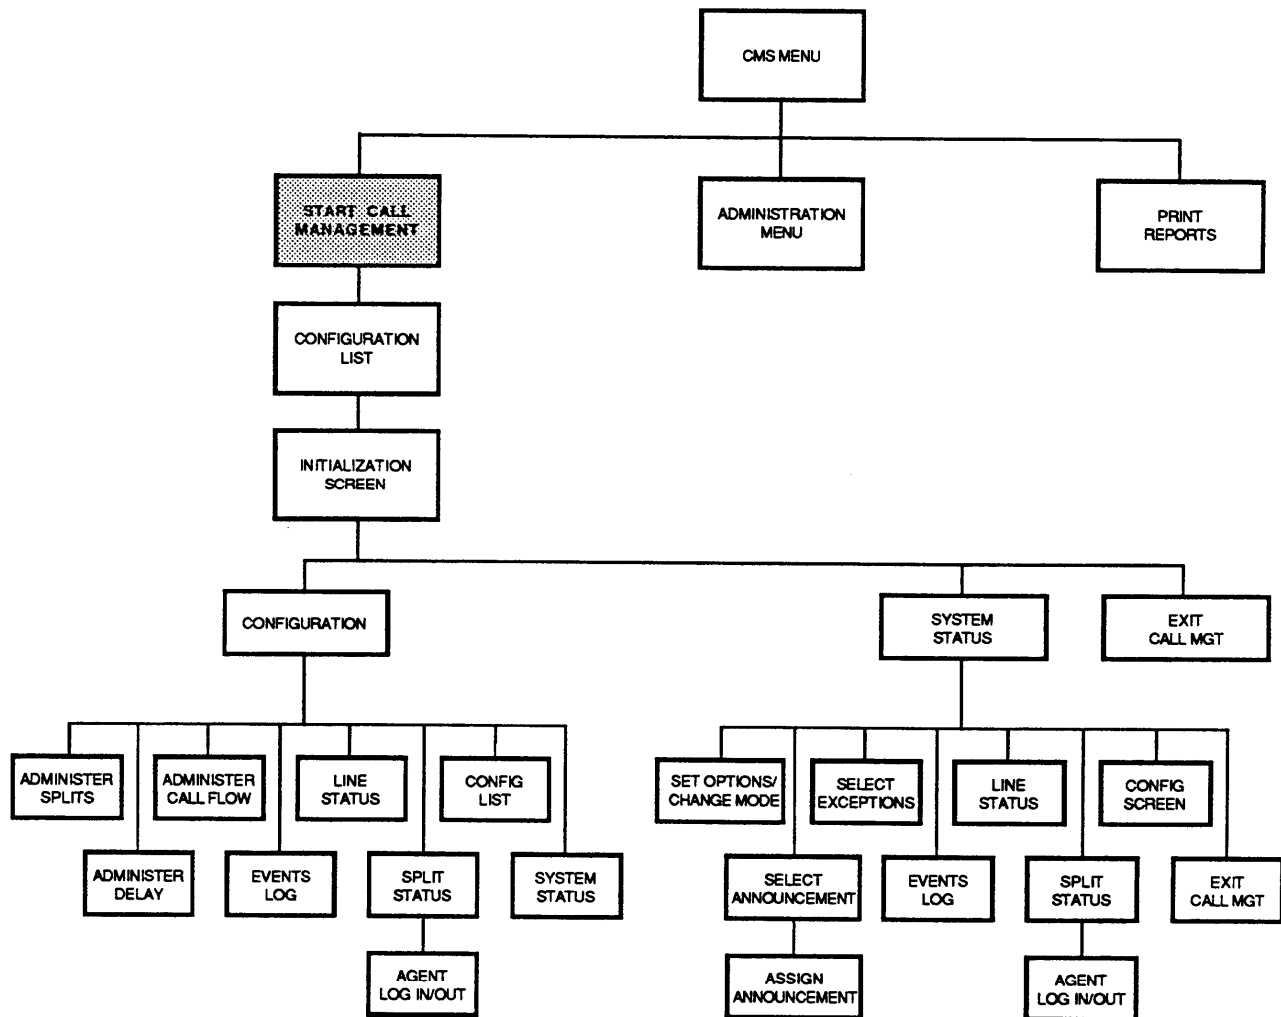 CMS MENU
START CALL
MANAGEMENT
ADMINISTRATION
MENU
PRINT
REPORTS
CONFIGURATION
LIST
INITIALIZATION
SCREEN
CONFIGURATION
SYSTEM
STATUS
EXIT
CALL MGT
ADMINISTER
SPLITS
ADMINISTER
CALL FLOW
LINE
STATUS
CONFIG
LIST
SET OPTIONS/
CHANGE MODE
SELECT
EXCEPTIONS
LINE
STATUS
CONFIG
SCREEN
ADMINISTER
DELAY
EVENTS
LOG
SPLIT
STATUS
SYSTEM
STATUS
SELECT
ANNOUNCEMENT
EVENTS
LOG
SPLIT
STATUS
EXIT
CALL MGT
AGENT
LOG IN/OUT
ASSIGN
ANNOUNCEMENT
AGENT
LOG IN/OUT